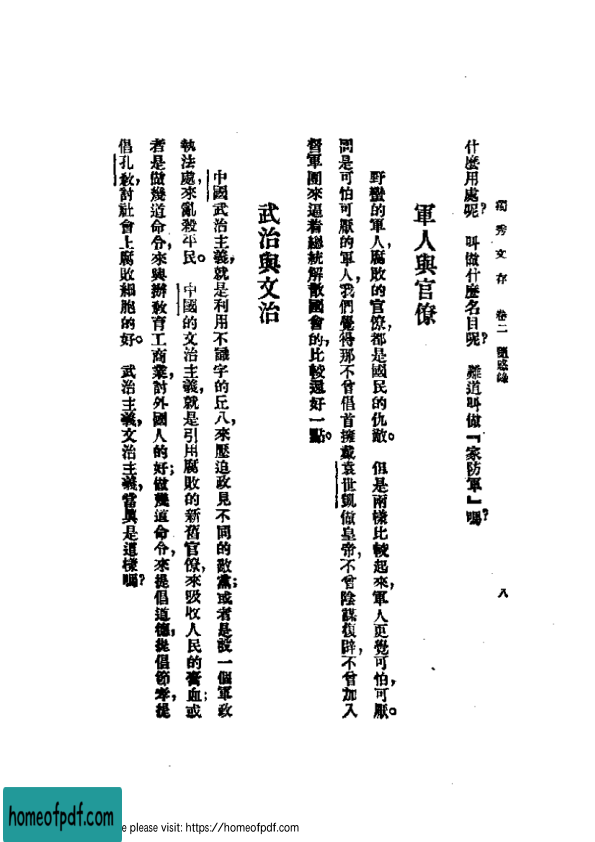 獨秀文存　卷二　隨感錄　八
什麽用處呢？　叫做什麽名目呢？　難道叫做『家防軍』嗎？
軍人與官僚
野蠻的軍人，腐敗的官僚，都是國民的仇敵。　但是兩樣比較起來，軍人更覺可怕，可厭。
同是可怕可厭的軍人，我們覺得那不曾倡首擁戴袁世凱做皇帝，不曾陰謀復辟，不曾加入
督軍團來逼着總統解散國會的，比較還好一點。
武治與文治
中國武治主義，就是利用不識字的丘八，來壓迫政見不同的敵黨；或者是設一個軍政
執法處，來亂殺平民。　中國的文治主義，就是引用腐敗的新舊官僚，來吸收人民的膏血；或
者是做幾道命令，來興辦敎育工商業，討外國人的好；做幾道命令，來提倡道德，提倡節孝，提
倡孔敎，討社會上腐敗細胞的好。　武治主義，文治主義，當眞是這樣嗎？
homeofpdf.com
e please visit: https://homeofpdf.com